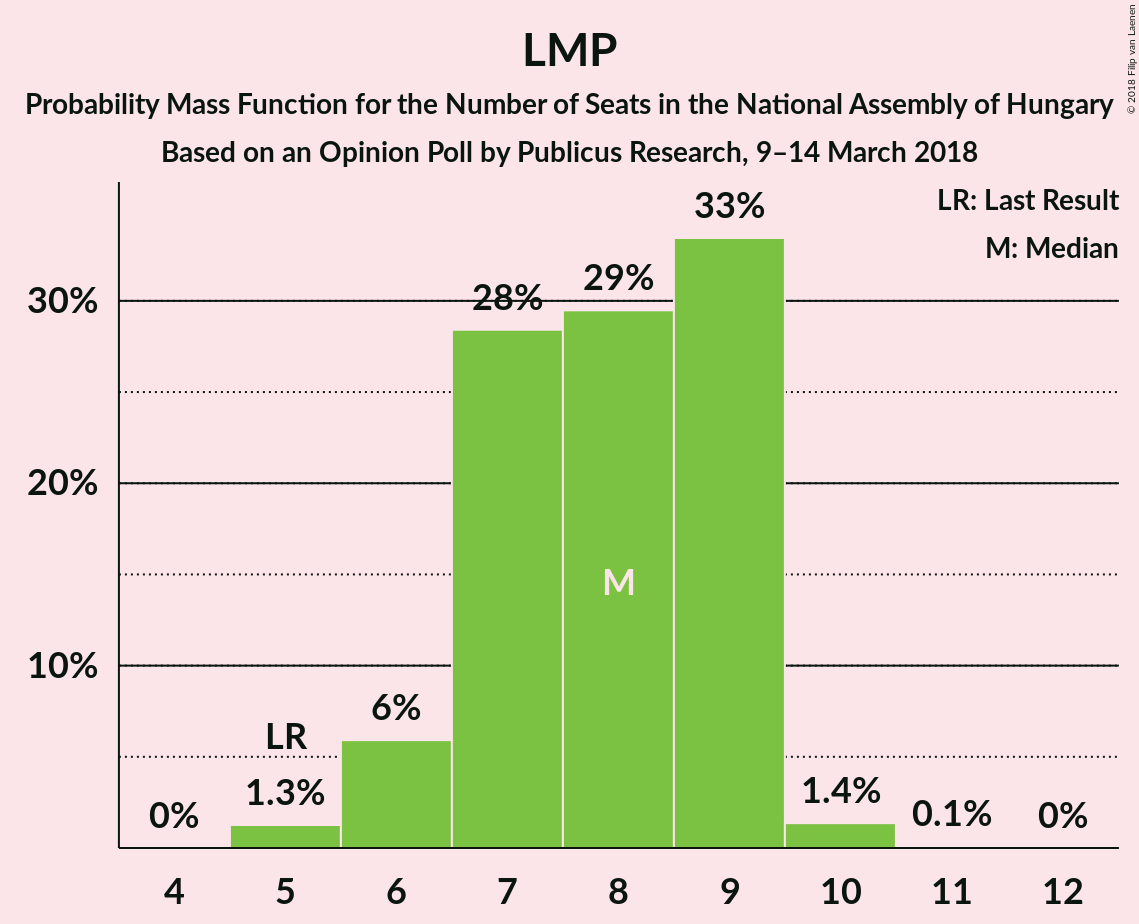 LMP
Probability Mass Function for the Number of Seats in the National Assembly of Hungary
Based on an Opinion Poll by Publicus Research, 9–14 March 2018
© 2018 Filip van Laenen
LR: Last Result
M: Median
33%
29%
28%
30%
20%
M
10%
6%
LR
1.3%
1.4%
0%
0.1%
0%
4 5 6 7 8 9 10 11 12